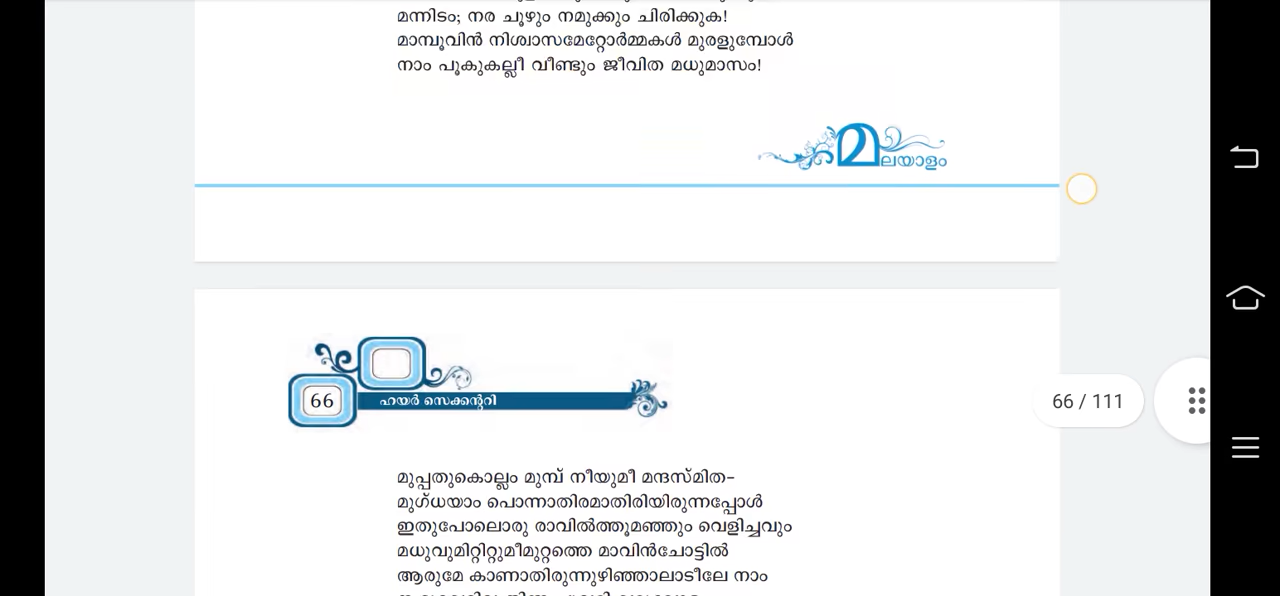 മന്നിടം; നര ചൂഴും നമുക്കും ചിരിക്കുക!
മാമ്പൂവിൻ നിശ്വാസമേറ്റോർമ്മകൾ മുരളുമ്പോൾ
നാം പൂകുകല്ലീ വീണ്ടും ജീവിത മധുമാസം!
മലയാളം
66
ഹയർ സെക്കന്ററി
66 / 111
മുപ്പതുകൊല്ലം മുമ്പ് നീയുമീ മന്ദസ്മിത-
മുഗ്ധയാം പൊന്നാതിരമാതിരിയിരുന്നപ്പോൾ
ഇതുപോലൊരു രാവിൽത്തൂമഞ്ഞും വെളിച്ചവും
മധുവുമിറ്റിറ്റുമീമുറ്റത്തെ മാവിൻചോട്ടിൽ
ആരുമേ കാണാതിരുന്നുഴിഞ്ഞാലാടീലേ നാം